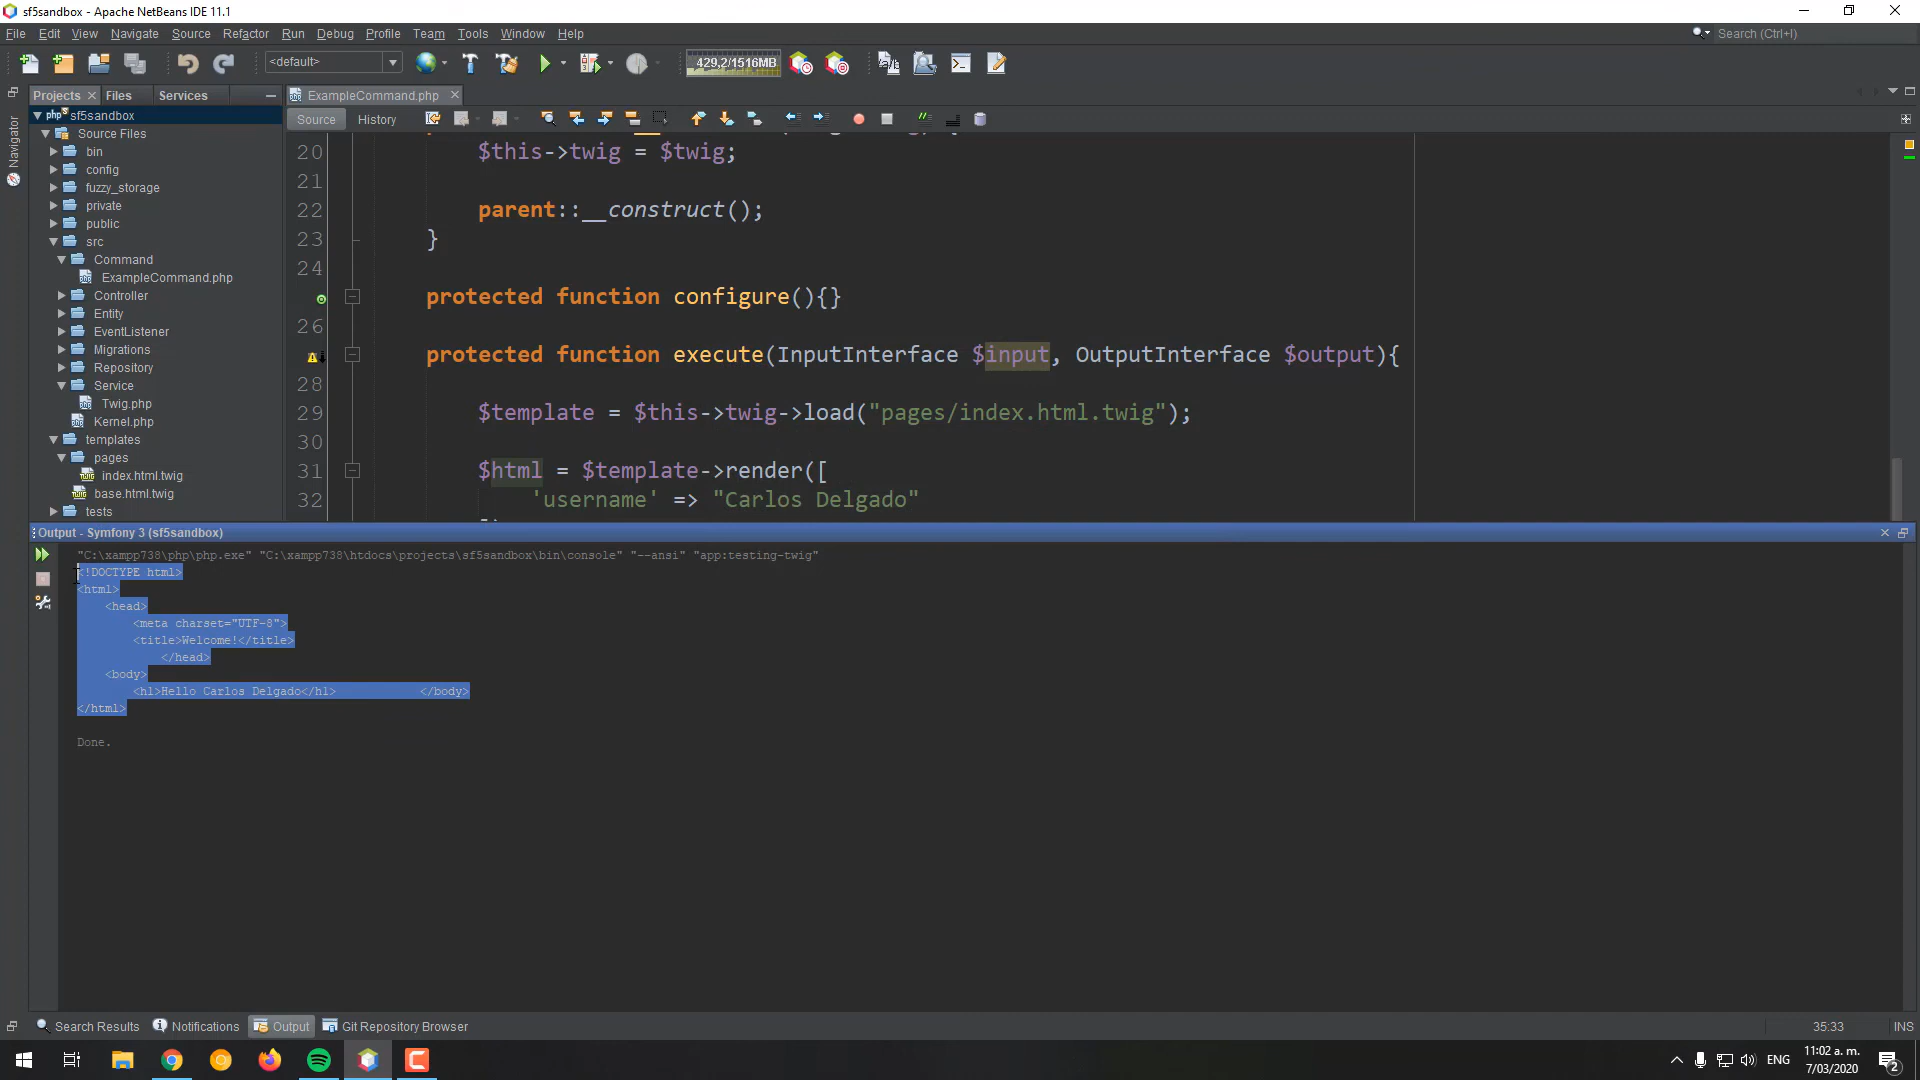 sf5sandbox - Apache NetBeans IDE 11.1
File Edit View Navigate Source Refactor Run Debug Profile Team Tools Window Help
Search (Ctrl+I)
<default>
429,2/1516MB
Projects Files Services
ExampleCommand.php
Navigator
Source History
sf5sandbox
Source Files
bin
config
fuzzy_storage
private
public
src
Command
ExampleCommand.php
Controller
Entity
EventListener
Migrations
Repository
Service
Twig.php
Kernel.php
templates
pages
index.html.twig
base.html.twig
tests
20 $this->twig = $twig;
21
22 parent::__construct();
23 }
24
protected function configure(){}
26
protected function execute(InputInterface $input, OutputInterface $output){
28
29 $template = $this->twig->load("pages/index.html.twig");
30
31 $html = $template->render([
32 'username' => "Carlos Delgado"
Output - Symfony 3 (sf5sandbox)
"C:\xampp738\php\php.exe" "C:\xampp738\htdocs\projects\sf5sandbox\bin\console" "--ansi" "app:testing-twig"
<!DOCTYPE html>
<html>
<head>
<meta charset="UTF-8">
<title>Welcome!</title>
</head>
<body>
<h1>Hello Carlos Delgado</h1> </body>
</html>
Done.
Search Results Notifications Output Git Repository Browser
35:33 INS
ENG
11:02 a. m.
7/03/2020
2